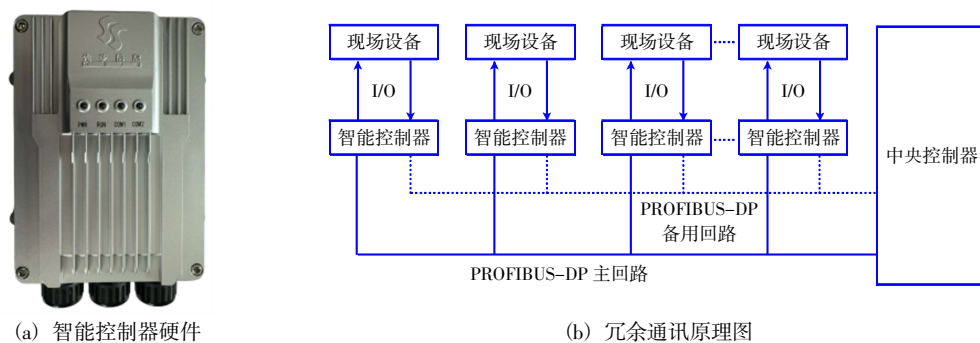 PWR RUN COM1 COM2
现场设备 现场设备 现场设备 现场设备
I/O I/O I/O I/O
智能控制器 智能控制器 智能控制器 智能控制器
中央控制器
PROFIBUS-DP
备用回路
PROFIBUS-DP 主回路
(a) 智能控制器硬件
(b) 冗余通讯原理图